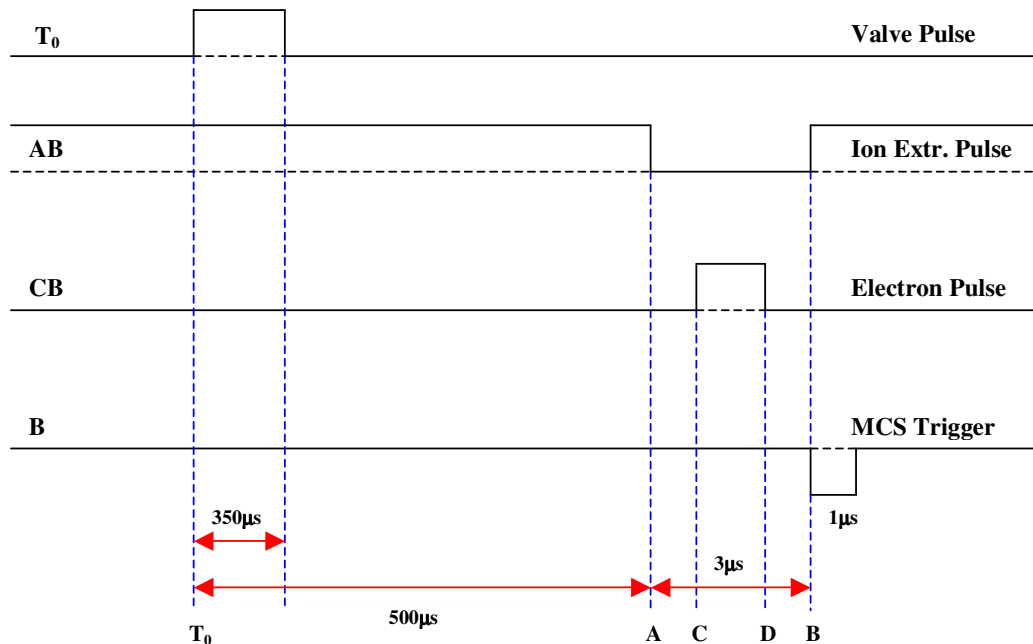 T₀ Valve Pulse
AB Ion Extr. Pulse
CB Electron Pulse
B MCS Trigger
350μs
1μs
3μs
500μs
T₀ A C D B